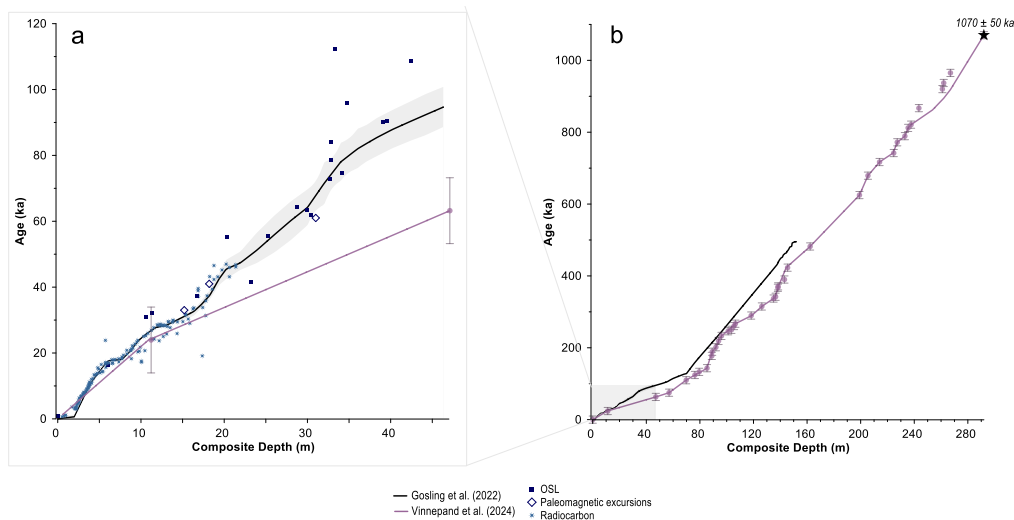 a
120
100
80
60
40
20
0
Age (ka)
0
10
20
30
40
Composite Depth (m)
b
1070 ± 50 ka
1000
800
600
400
200
0
Age (ka)
0
40
80
120
160
200
240
280
Composite Depth (m)
Gosling et al. (2022)
Vinnepand et al. (2024)
OSL
Paleomagnetic excursions
Radiocarbon